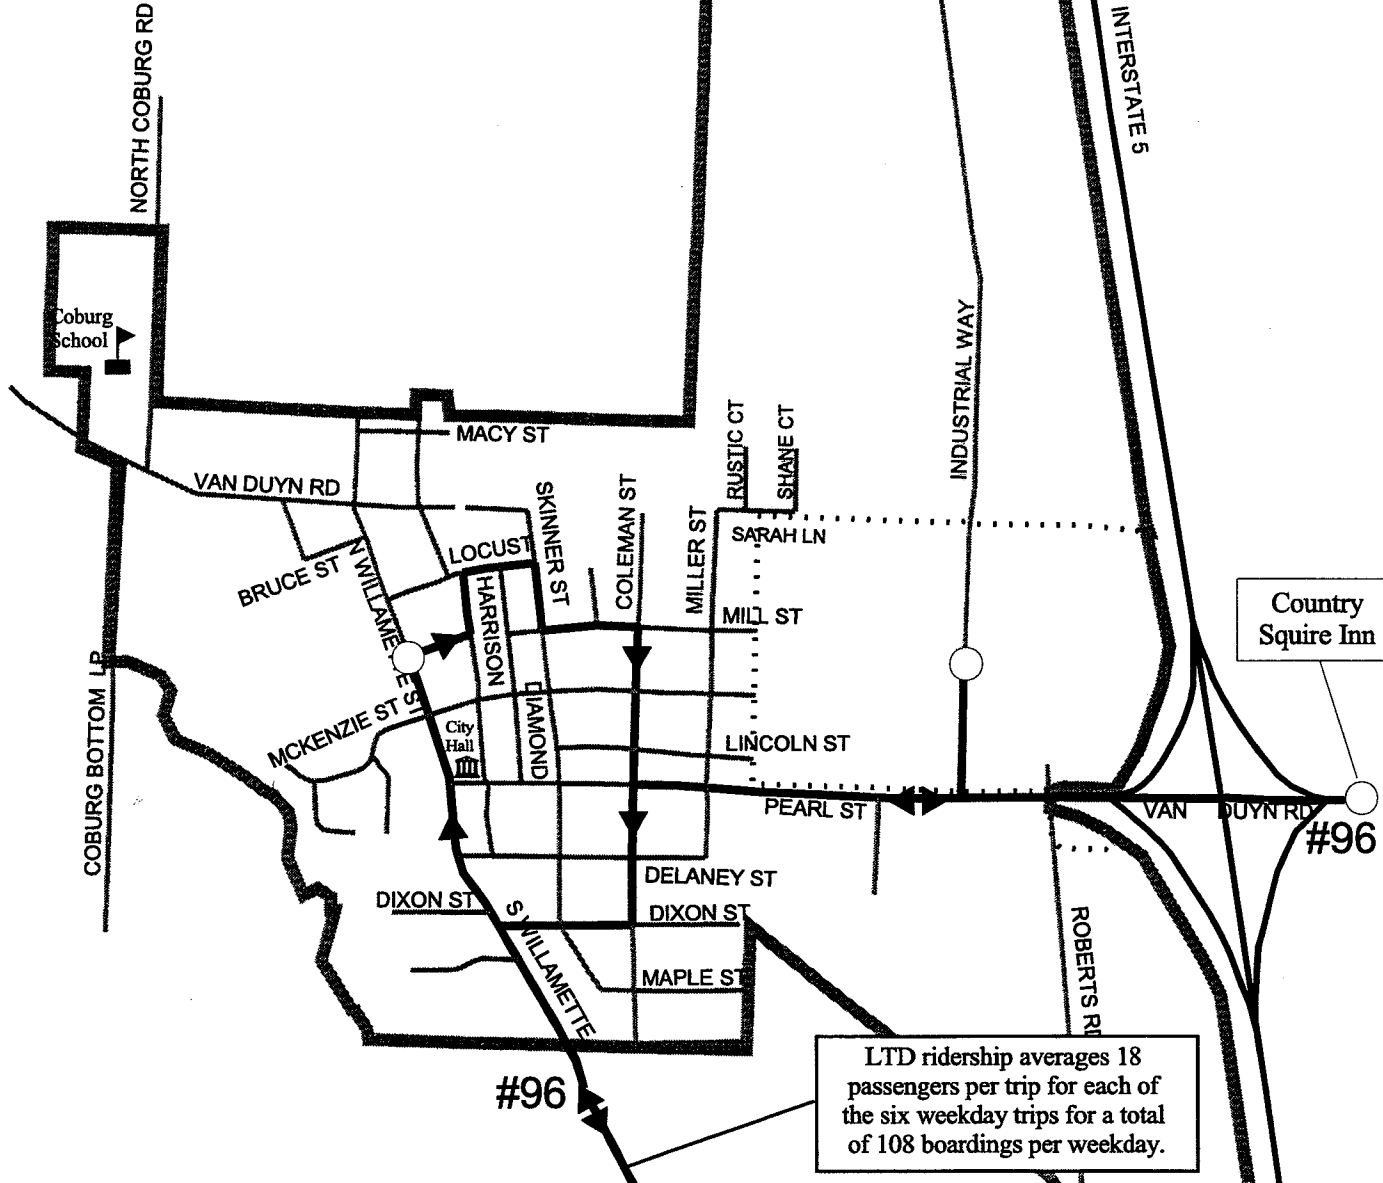 NORTH COBURG RD
INTERSTATE 5
Coburg
School
MACY ST
VAN DUYN RD
SKINNER ST
COLEMAN ST
MILLER ST
RUSTIC CT
SHANE CT
INDUSTRIAL WAY
SARAH LN
LOCUST
BRUCE ST
N WILLAMETTE ST
HARRISON
MILL ST
Country
Squire Inn
COBURG BOTTOM LP
MCKENZIE ST
City
Hall
DIAMOND
LINCOLN ST
PEARL ST
VAN DUYN RD
#96
DELANEY ST
DIXON ST
DIXON ST
S WILLAMETTE
MAPLE ST
ROBERTS RD
#96
LTD ridership averages 18
passengers per trip for each of
the six weekday trips for a total
of 108 boardings per weekday.